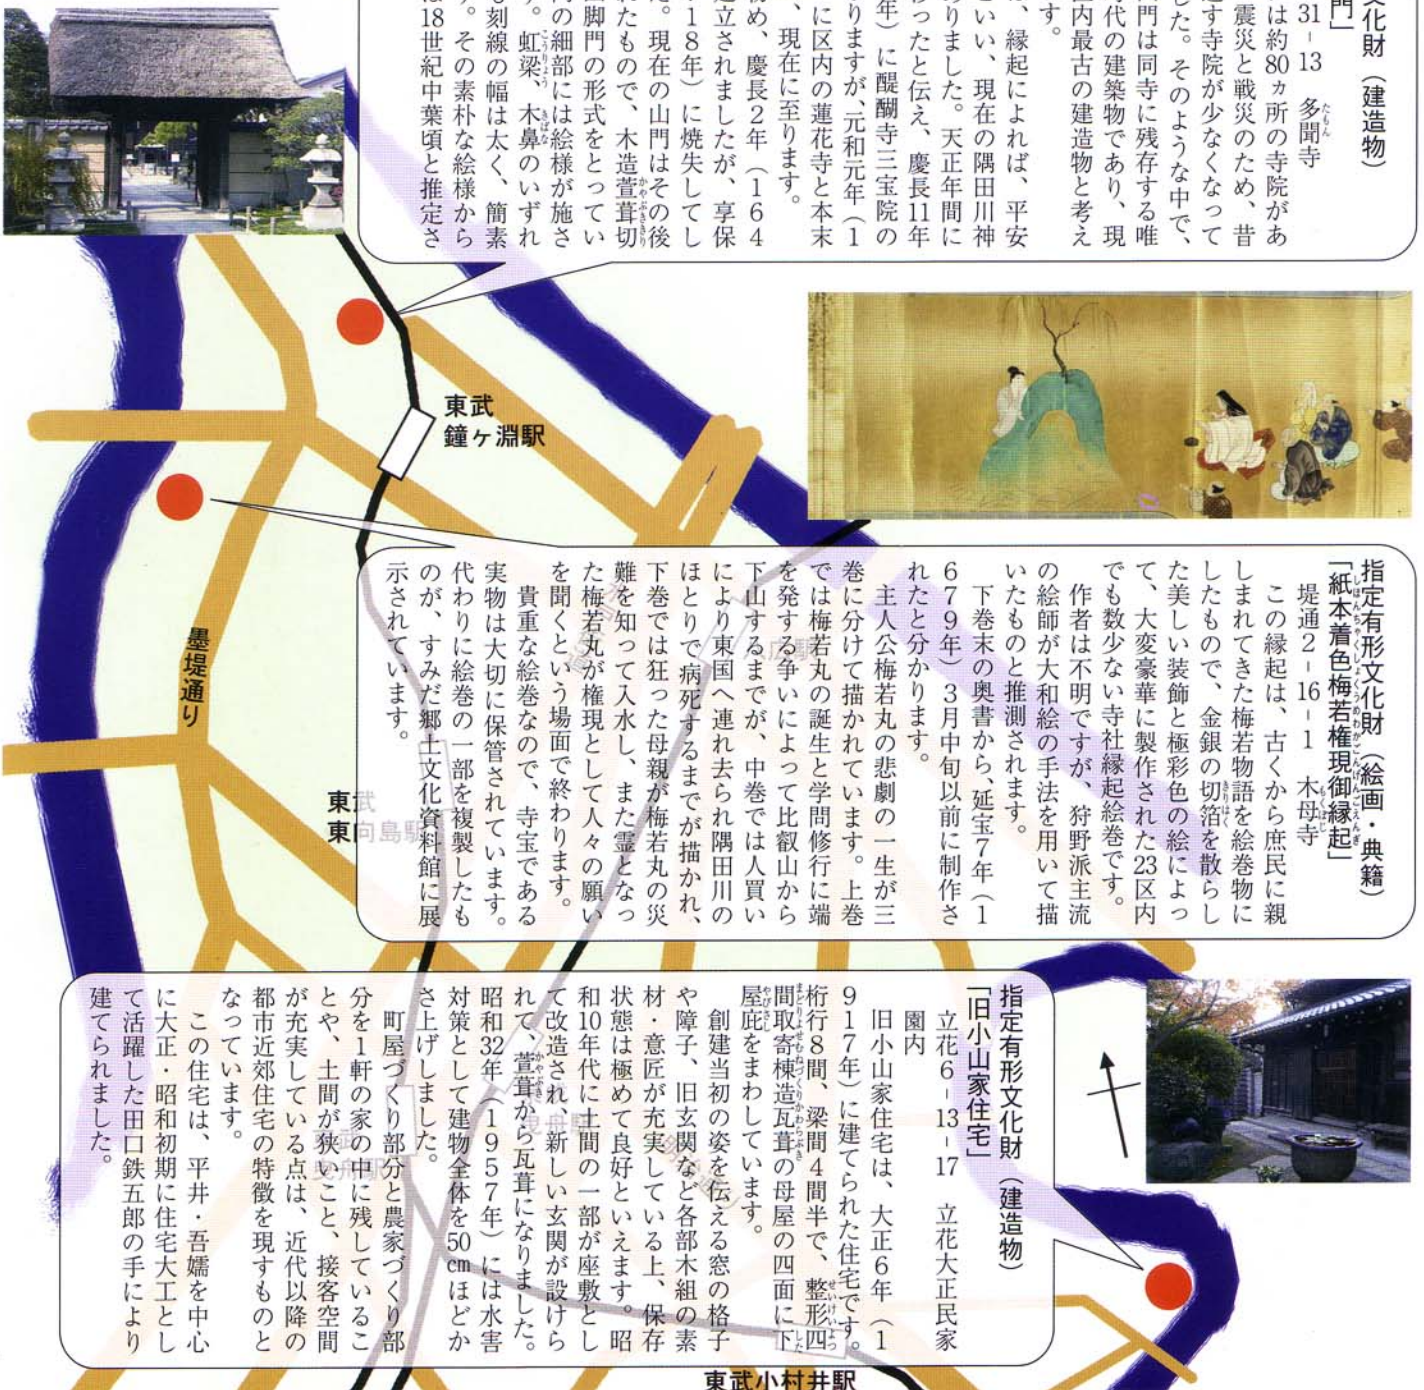 文化財（建造物）
門」
31－13　多聞寺
は約80ヵ所の寺院があ
震災と戦災のため、昔
す寺院が少なくなって
した。そのような中で、
門は同寺に残存する唯
時代の建築物であり、現
内最古の建造物と考え
す。
、縁起によれば、平安
といい、現在の隅田川神
ありました。天正年間に
わったと伝え、慶長11年
年）に醍醐寺三宝院の
りますが、元和元年（1
に区内の蓮花寺と本末
、現在に至ります。
初め、慶長2年（164
立されましたが、享保
18年）に焼失してし
た。現在の山門はその後
れたもので、木造萱葺切
脚門の形式をとってい
の細部には絵様が施さ
す。虹梁、木鼻のいずれ
も刻線の幅は太く、簡素
す。その素朴な絵様から
は18世紀中葉頃と推定さ
東武
鐘ヶ淵駅
指定有形文化財（絵画・典籍）
「紙本着色梅若権現御縁起」
堤通2－16－1　木母寺
この縁起は、古くから庶民に親
しまれてきた梅若物語を絵巻物に
したもので、金銀の切箔を散らし
た美しい装飾と極彩色の絵によっ
て、大変豪華に製作された23区内
でも数少ない寺社縁起絵巻です。
作者は不明ですが、狩野派主流
の絵師が大和絵の手法を用いて描
いたものと推測されます。
下巻末の奥書から、延宝7年（1
679年）3月中旬以前に制作さ
れたと分かります。
主人公梅若丸の悲劇の一生が三
巻に分けて描かれています。上巻
では梅若丸の誕生と学問修行に端
を発する争いによって比叡山から
下山するまでが、中巻では人買い
により東国へ連れ去られ隅田川の
ほとりで病死するまでが描かれ、
下巻では狂った母親が梅若丸の災
難を知って入水し、また霊となっ
た梅若丸が権現として人々の願い
を聞くという場面で終わります。
貴重な絵巻なので、寺宝である
実物は大切に保管されています。
代わりに絵巻の一部を複製したも
のが、すみだ郷土文化資料館に展
示されています。
墨堤通り
東武
東向島駅
指定有形文化財（建造物）
「旧小山家住宅」
立花6－13－17　立花大正民家
園内
旧小山家住宅は、大正6年（1
917年）に建てられた住宅です。
桁行8間、梁間4間半で、整形四
間取寄棟造瓦葺の母屋の四面に下
屋庇をまわしています。
創建当初の姿を伝える窓の格子
や障子、旧玄関など各部木組の素
材・意匠が充実している上、保存
状態は極めて良好といえます。昭
和10年代に土間の一部が座敷とし
て改造され、新しい玄関が設けら
れて、萱葺から瓦葺になりました。
昭和32年（1957年）には水害
対策として建物全体を50cmほどか
さ上げしました。
町屋づくり部分と農家づくり部
分を1軒の家の中に残しているこ
とや、土間が狭いこと、接客空間
が充実している点は、近代以降の
都市近郊住宅の特徴を現すものと
なっています。
この住宅は、平井・吾嬬を中心
に大正・昭和初期に住宅大工とし
て活躍した田口鉄五郎の手により
建てられました。
東武小村井駅